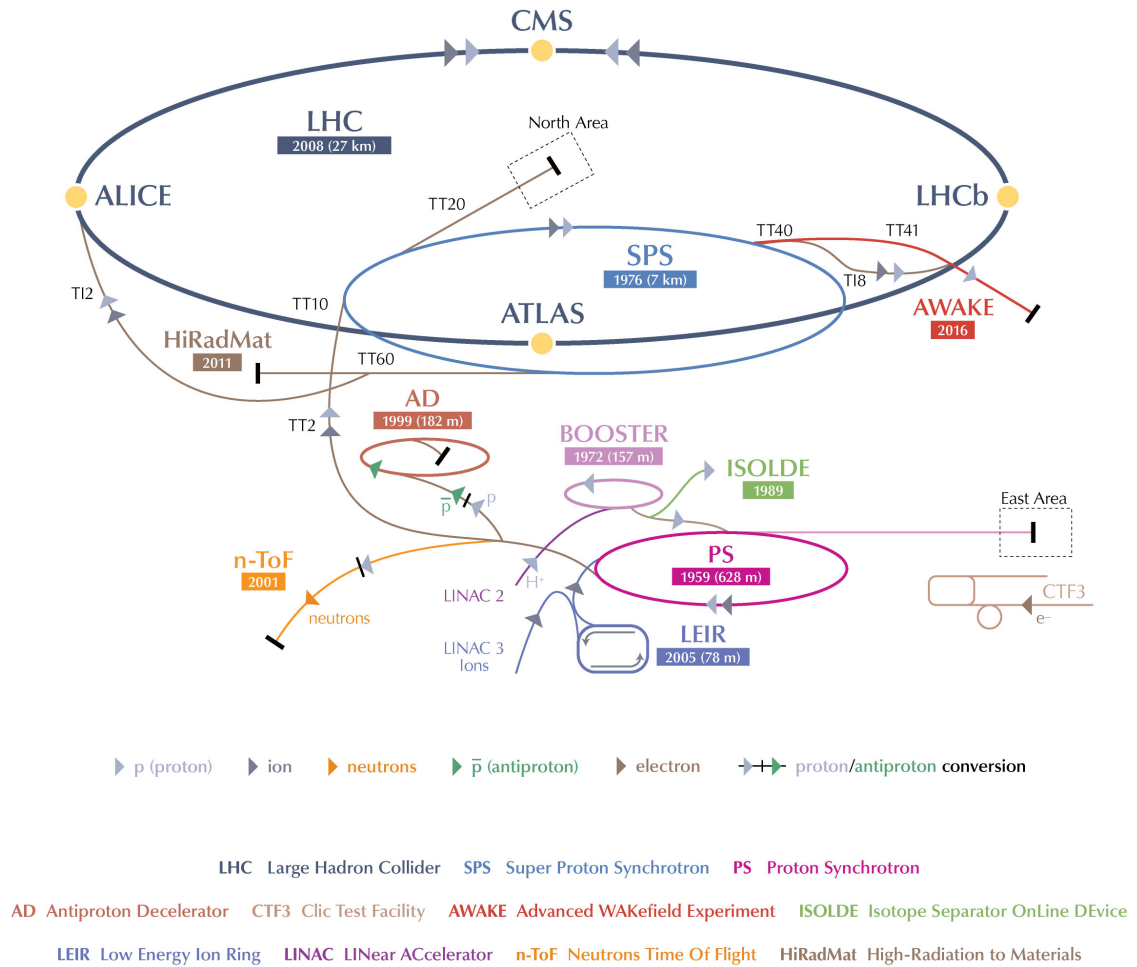 CMS
LHC
2008 (27 km)
North Area
ALICE
LHCb
TT20
TT40
TT41
SPS
1976 (7 km)
TI8
TI2
TT10
ATLAS
AWAKE
2016
HiRadMat
2011
TT60
AD
1999 (182 m)
TT2
BOOSTER
1972 (157 m)
ISOLDE
1989
p̅
p
East Area
n-ToF
2001
PS
1959 (628 m)
LINAC 2
H⁺
neutrons
CTF3
e⁻
LEIR
2005 (78 m)
LINAC 3
Ions
p (proton) ion neutrons p̅ (antiproton) electron proton/antiproton conversion
LHC Large Hadron Collider SPS Super Proton Synchrotron PS Proton Synchrotron
AD Antiproton Decelerator CTF3 Clic Test Facility AWAKE Advanced WAKefield Experiment ISOLDE Isotope Separator OnLine DEvice
LEIR Low Energy Ion Ring LINAC LINear ACcelerator n-ToF Neutrons Time Of Flight HiRadMat High-Radiation to Materials